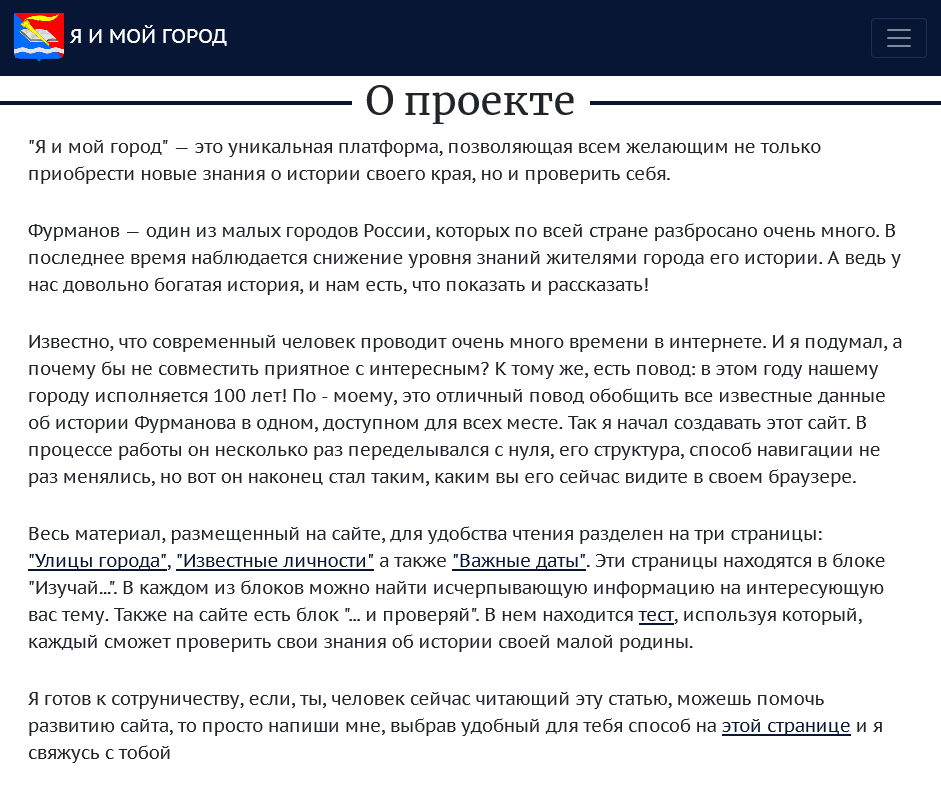 Я И МОЙ ГОРОД
О проекте
"Я и мой город" — это уникальная платформа, позволяющая всем желающим не только
приобрести новые знания о истории своего края, но и проверить себя.
Фурманов — один из малых городов России, которых по всей стране разбросано очень много. В
последнее время наблюдается снижение уровня знаний жителями города его истории. А ведь у
нас довольно богатая история, и нам есть, что показать и рассказать!
Известно, что современный человек проводит очень много времени в интернете. И я подумал, а
почему бы не совместить приятное с интересным? К тому же, есть повод: в этом году нашему
городу исполняется 100 лет! По - моему, это отличный повод обобщить все известные данные
об истории Фурманова в одном, доступном для всех месте. Так я начал создавать этот сайт. В
процессе работы он несколько раз переделывался с нуля, его структура, способ навигации не
раз менялись, но вот он наконец стал таким, каким вы его сейчас видите в своем браузере.
Весь материал, размещенный на сайте, для удобства чтения разделен на три страницы:
"Улицы города", "Известные личности" а также "Важные даты". Эти страницы находятся в блоке
"Изучай...". В каждом из блоков можно найти исчерпывающую информацию на интересующую
вас тему. Также на сайте есть блок "... и проверяй". В нем находится тест, используя который,
каждый сможет проверить свои знания об истории своей малой родины.
Я готов к сотруничеству, если, ты, человек сейчас читающий эту статью, можешь помочь
развитию сайта, то просто напиши мне, выбрав удобный для тебя способ на этой странице и я
свяжусь с тобой